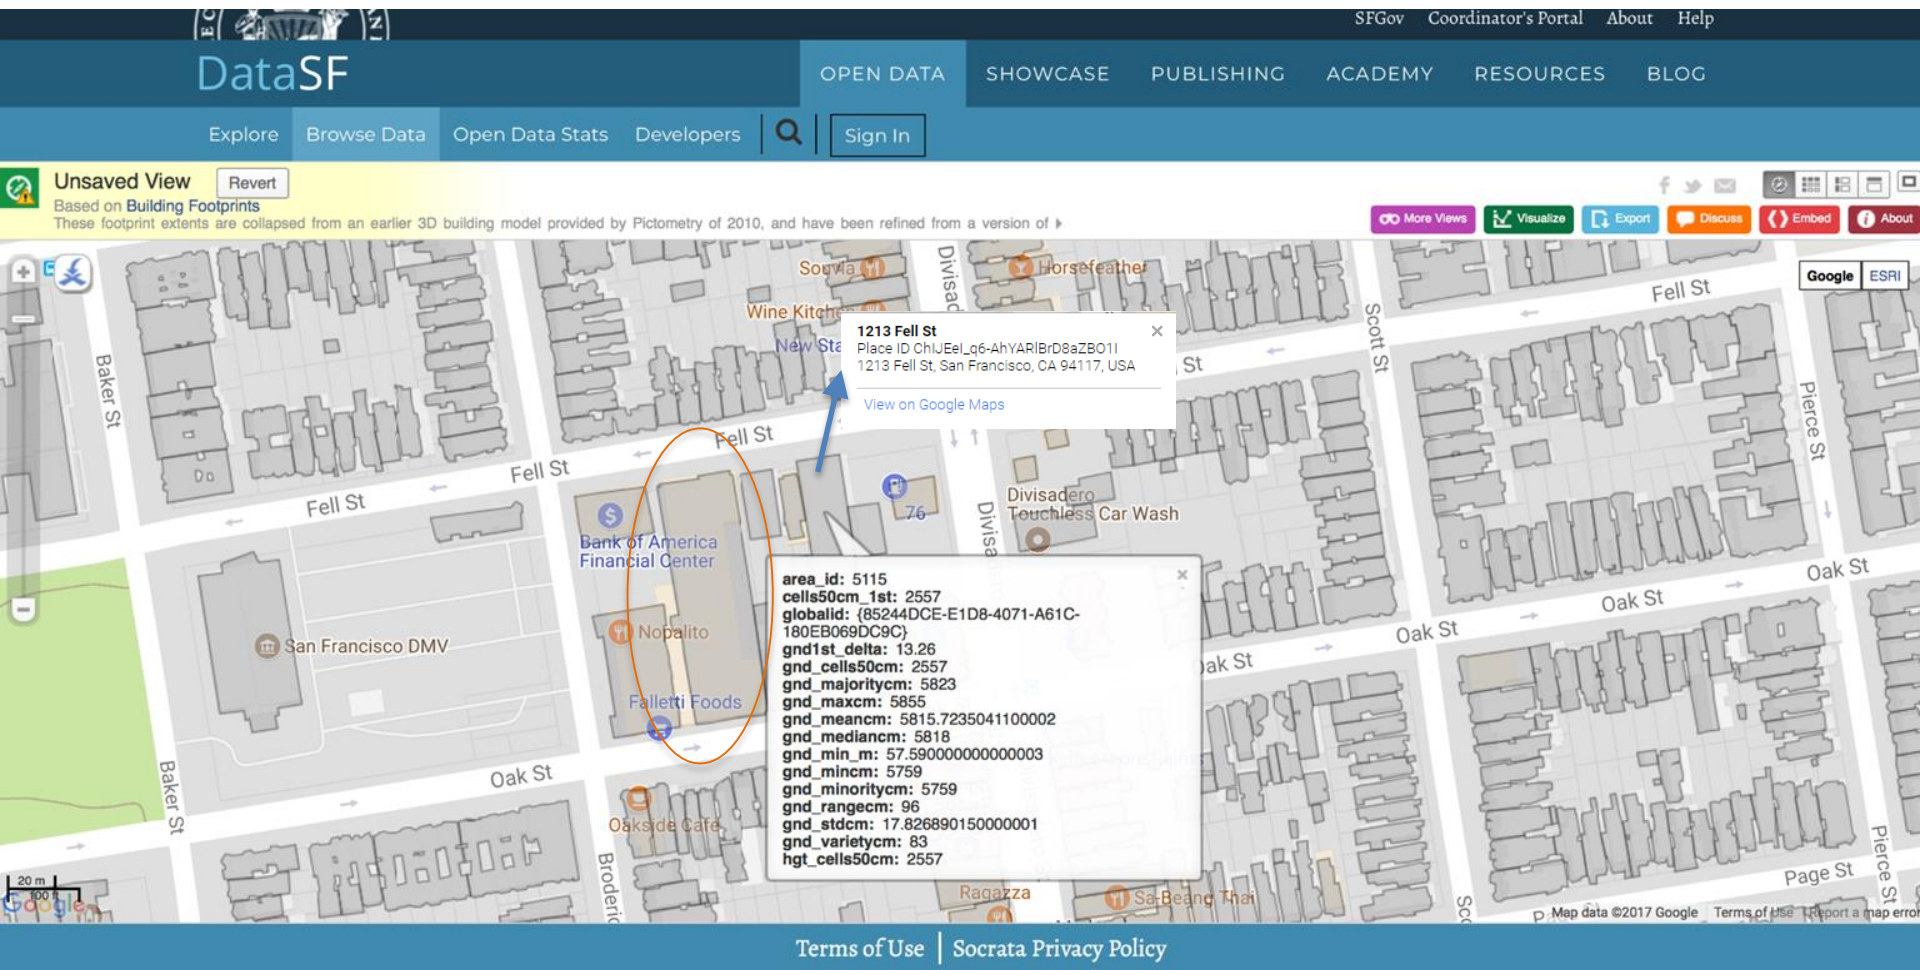 SFGov Coordinator's Portal About Help
DataSF
OPEN DATA SHOWCASE PUBLISHING ACADEMY RESOURCES BLOG
Explore Browse Data Open Data Stats Developers Sign In
Unsaved View Revert
Based on Building Footprints
These footprint extents are collapsed from an earlier 3D building model provided by Pictometry of 2010, and have been refined from a version of
More Views Visualize Export Discuss Embed About
Google ESRI
Souvla
Horsefeather
Wine Kitchen
New Sta
Divisad
Scott St
Fell St
Baker St
Pierce St
1213 Fell St
Place ID ChIJEeI_q6-AhYARlBrD8aZBO1I
1213 Fell St, San Francisco, CA 94117, USA
View on Google Maps
St
Fell St
Fell St
Fell St
Bank of America
Financial Center
76
Divisadero
Touchless Car Wash
Divisa
San Francisco DMV
Nopalito
Falletti Foods
Oak St
Oak St
Oak St
Oak St
Oak St
area_id: 5115
cells50cm_1st: 2557
globalid: {85244DCE-E1D8-4071-A61C-
180EB069DC9C}
gnd1st_delta: 13.26
gnd_cells50cm: 2557
gnd_majoritycm: 5823
gnd_maxcm: 5855
gnd_meancm: 5815.7235041100002
gnd_mediancm: 5818
gnd_min_m: 57.590000000000003
gnd_mincm: 5759
gnd_minoritycm: 5759
gnd_rangecm: 96
gnd_stdcm: 17.826890150000001
gnd_varietycm: 83
hgt_cells50cm: 2557
Baker St
Oakside Cafe
Broderic
Ragazza
Sa-Beang Thai
Sco
Page St
Pierce St
20 m
100 ft
Google
Map data ©2017 Google Terms of Use Report a map error
Terms of Use | Socrata Privacy Policy